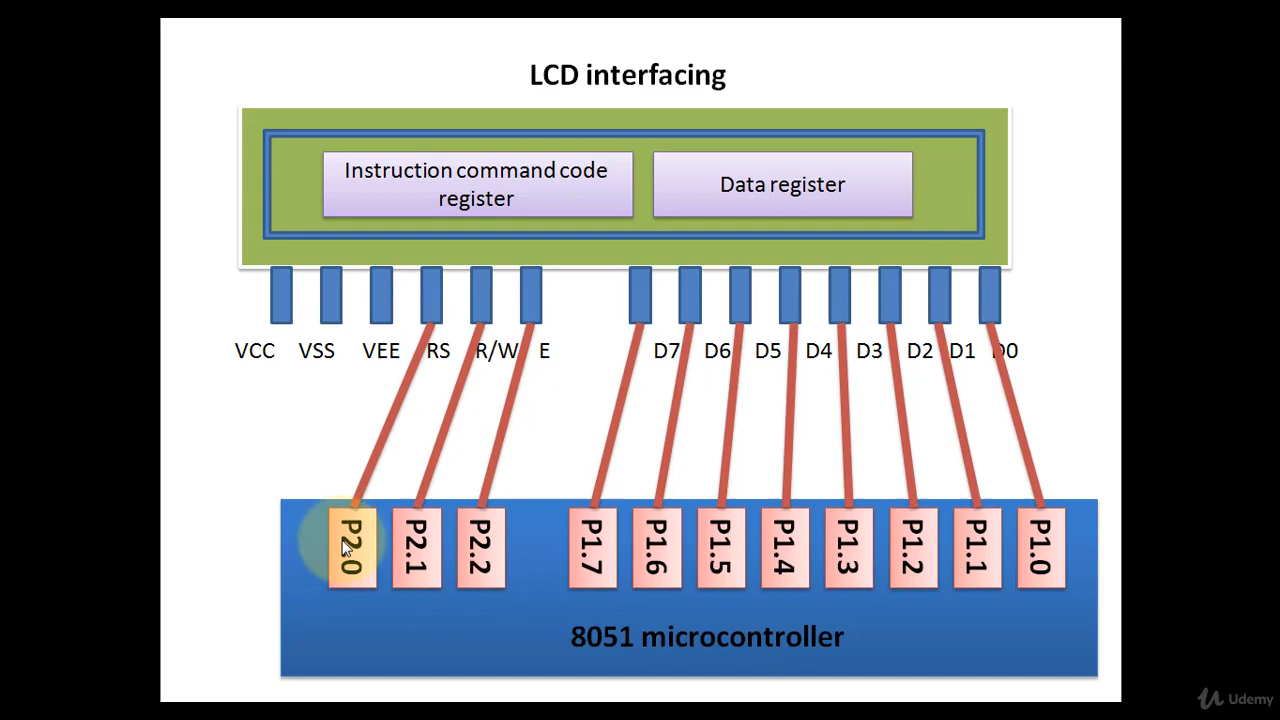 LCD interfacing
Instruction command code
register
Data register
VCC VSS VEE RS R/W E D7 D6 D5 D4 D3 D2 D1 D0
P2.0 P2.1 P2.2 P1.7 P1.6 P1.5 P1.4 P1.3 P1.2 P1.1 P1.0
8051 microcontroller
Udemy